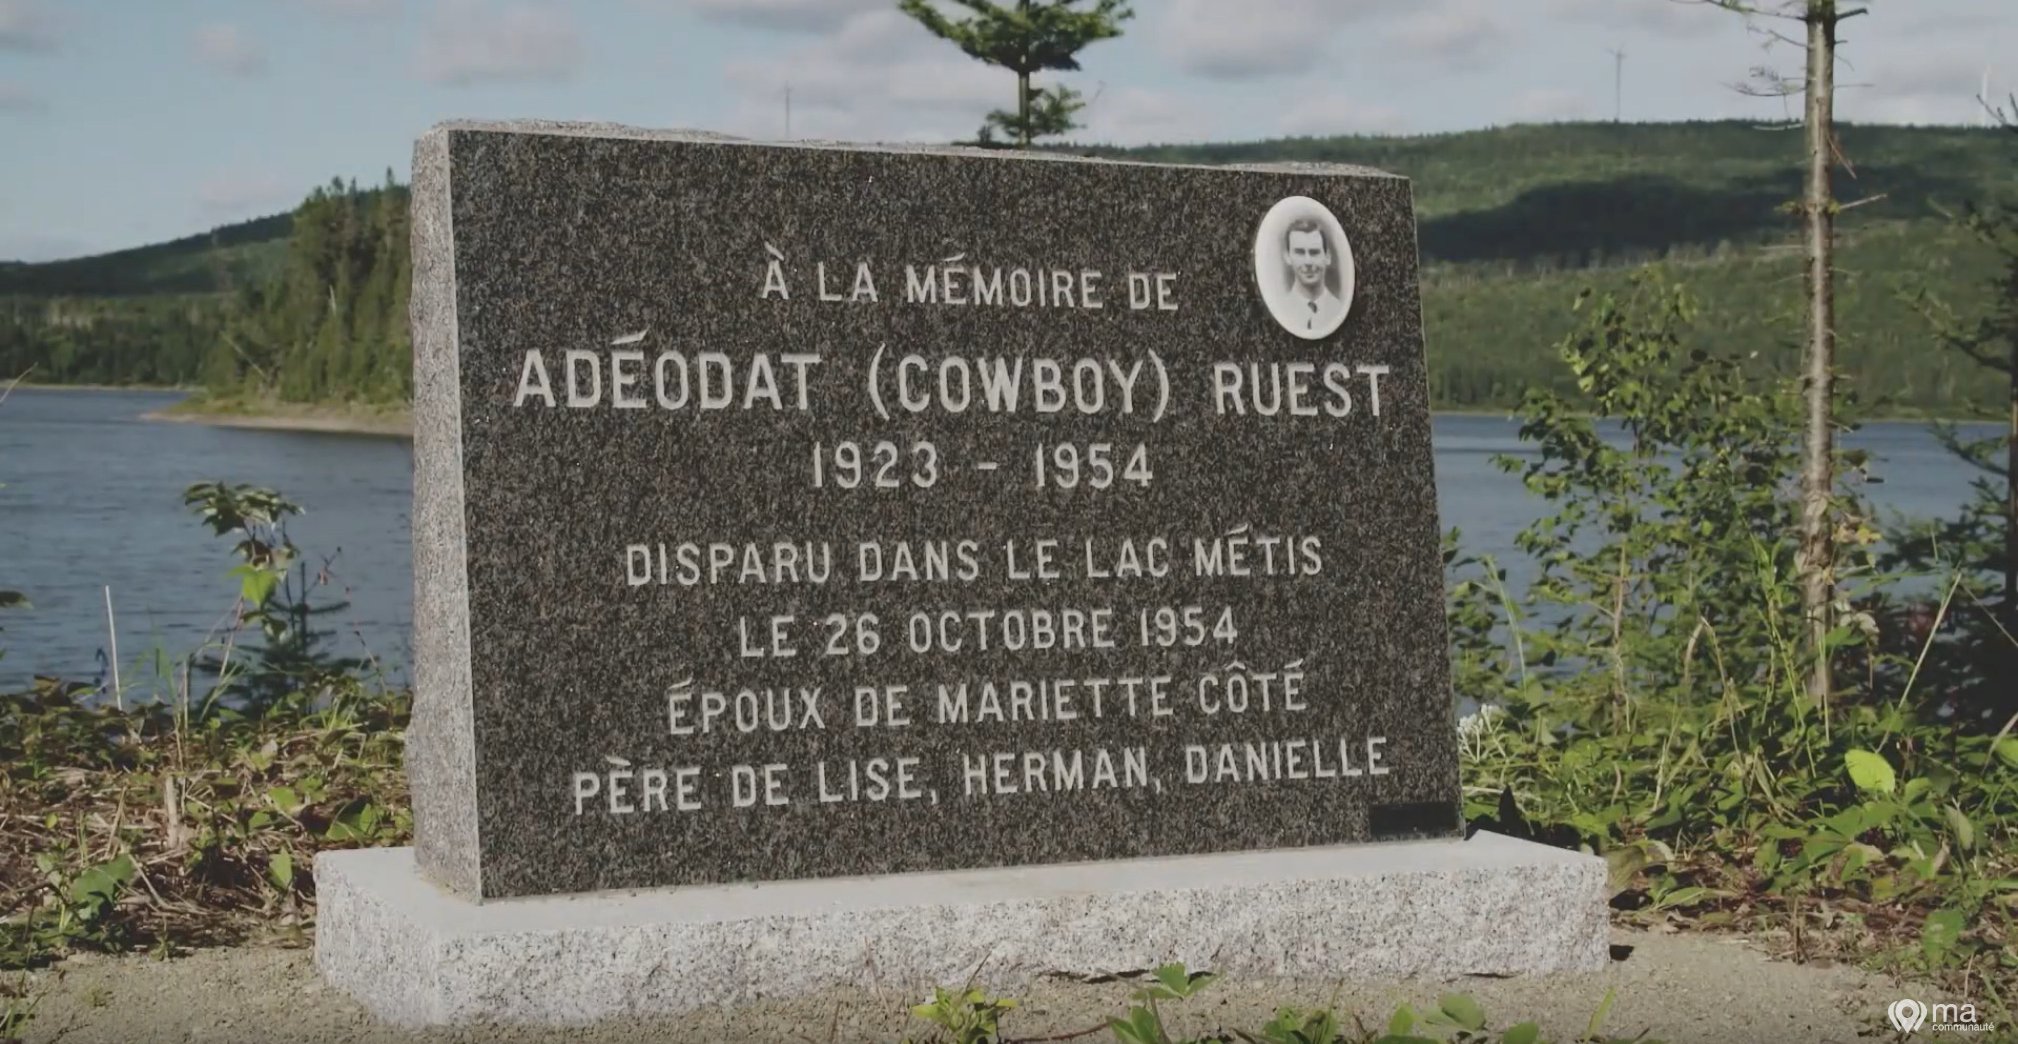 À LA MÉMOIRE DE
ADÉODAT (COWBOY) RUEST
1923 - 1954
DISPARU DANS LE LAC MÉTIS
LE 26 OCTOBRE 1954
ÉPOUX DE MARIETTE CÔTÉ
PÈRE DE LISE, HERMAN, DANIELLE
ma
communauté